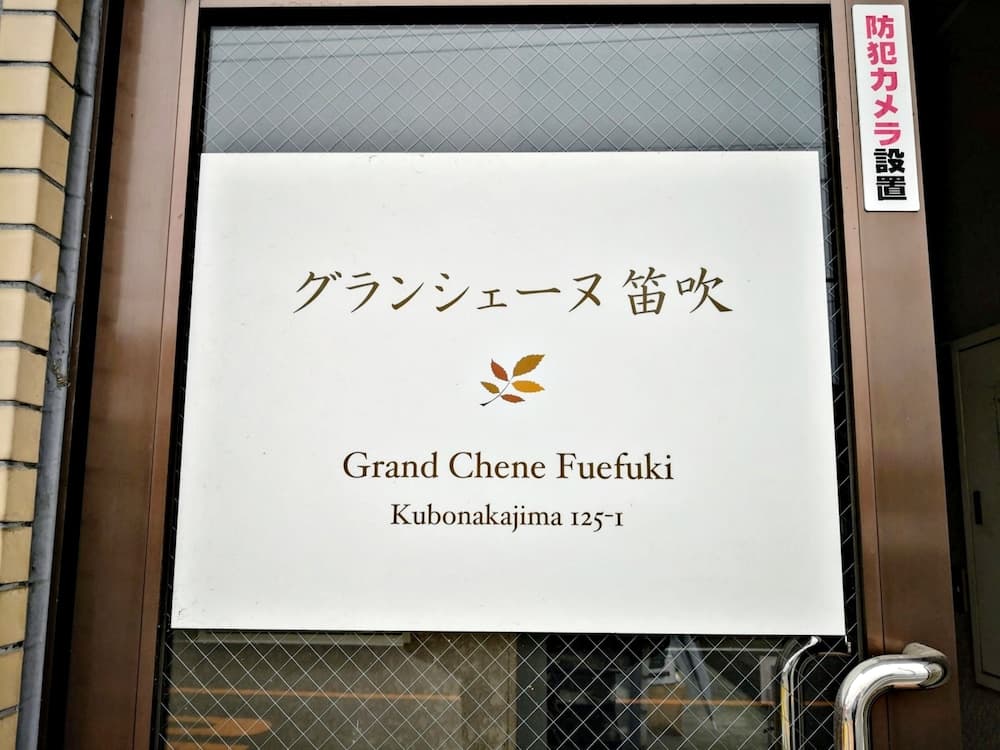 グランシェーヌ笛吹
Grand Chene Fuefuki
Kubonakajima 125-1
防犯カメラ設置